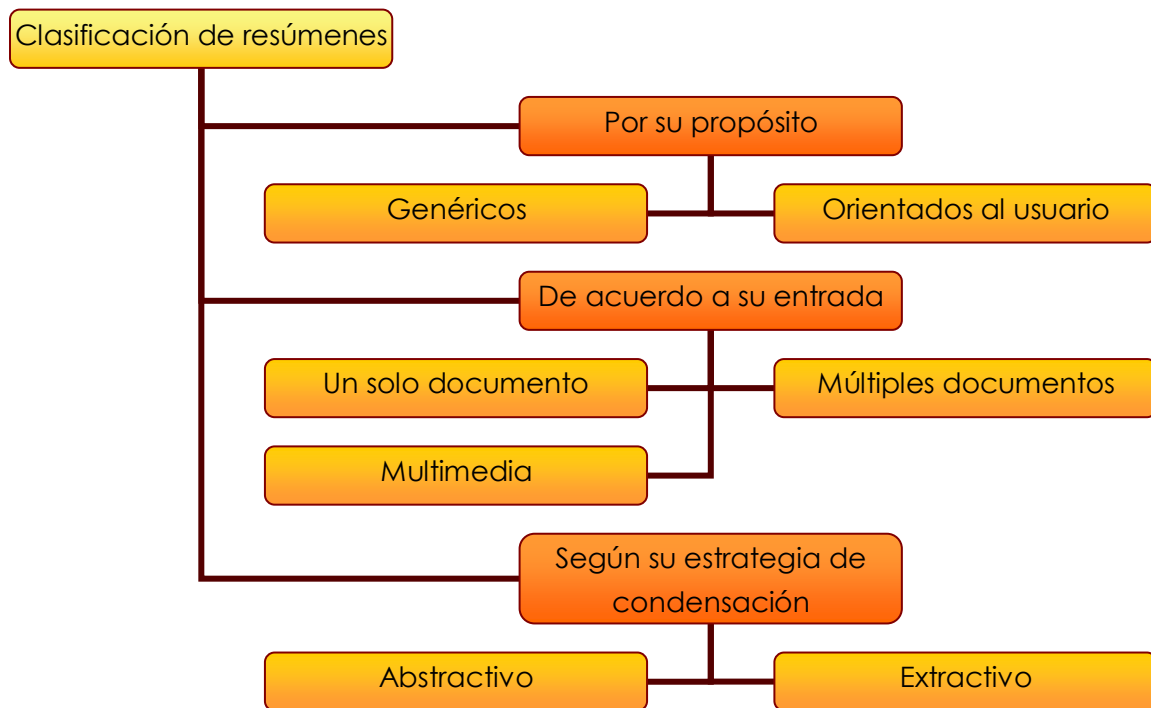 Clasificación de resúmenes
Por su propósito
Genéricos
Orientados al usuario
De acuerdo a su entrada
Un solo documento
Múltiples documentos
Multimedia
Según su estrategia de
condensación
Abstractivo
Extractivo